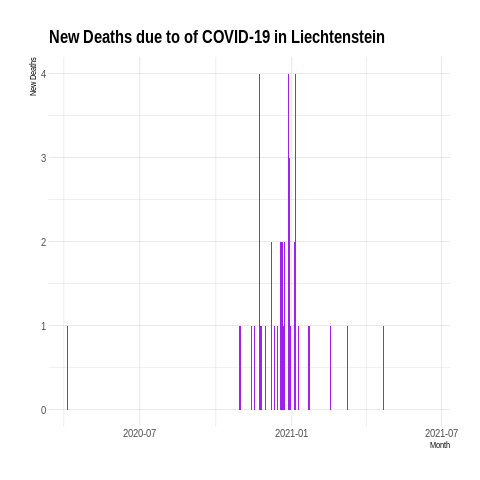 New Deaths due to of COVID-19 in Liechtenstein
New Deaths
4
3
2
1
0
2020-07
2021-01
2021-07
Month